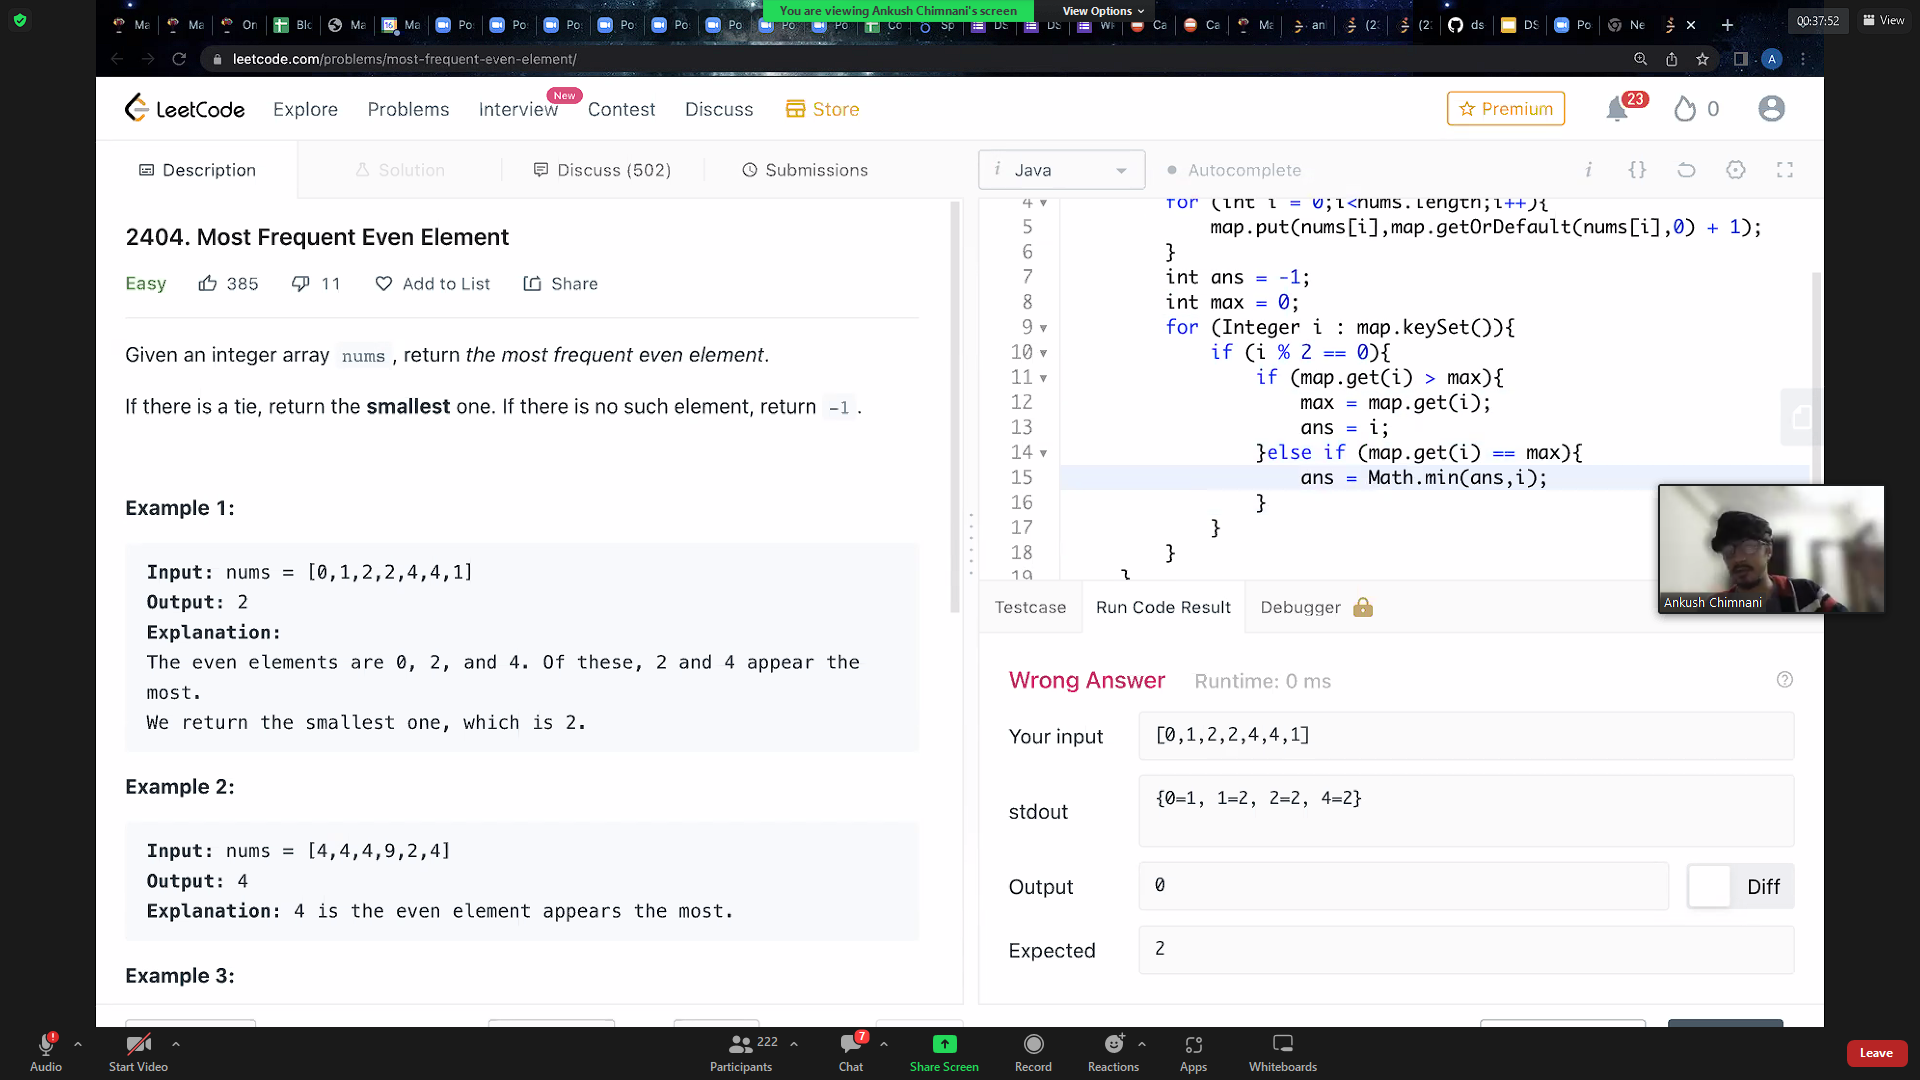 You are viewing Ankush Chimnani's screen
View Options
00:37:52
View
leetcode.com/problems/most-frequent-even-element/
A
LeetCode
Explore
Problems
Interview
New
Contest
Discuss
Store
Premium
23
0
Description
Solution
Discuss (502)
Submissions
i Java
Autocomplete
2404. Most Frequent Even Element
Easy
385
11
Add to List
Share
Given an integer array nums, return the most frequent even element.
If there is a tie, return the smallest one. If there is no such element, return -1.
Example 1:
Input: nums = [0,1,2,2,4,4,1]
Output: 2
Explanation:
The even elements are 0, 2, and 4. Of these, 2 and 4 appear the
most.
We return the smallest one, which is 2.
Example 2:
Input: nums = [4,4,4,9,2,4]
Output: 4
Explanation: 4 is the even element appears the most.
Example 3:
4 for (int i = 0;i<nums.length;i++){
5 map.put(nums[i],map.getOrDefault(nums[i],0) + 1);
6 }
7 int ans = -1;
8 int max = 0;
9 for (Integer i : map.keySet()){
10 if (i % 2 == 0){
11 if (map.get(i) > max){
12 max = map.get(i);
13 ans = i;
14 }else if (map.get(i) == max){
15 ans = Math.min(ans,i);
16 }
17 }
18 }
19 }
Ankush Chimnani
Testcase
Run Code Result
Debugger
Wrong Answer
Runtime: 0 ms
Your input
[0,1,2,2,4,4,1]
stdout
{0=1, 1=2, 2=2, 4=2}
Output
0
Diff
Expected
2
Audio
Start Video
Participants
222
Chat
7
Share Screen
Record
Reactions
Apps
Whiteboards
Leave